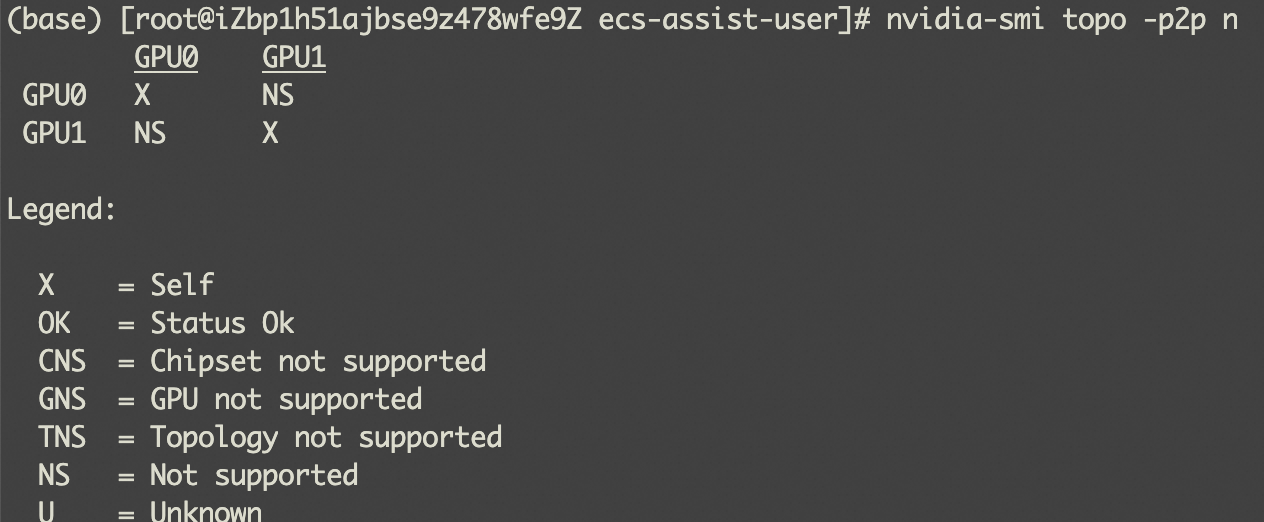 (base) [root@iZbp1h51ajbse9z478wfe9Z ecs-assist-user]# nvidia-smi topo -p2p n
GPU0 GPU1
GPU0 X NS
GPU1 NS X
Legend:
X = Self
OK = Status Ok
CNS = Chipset not supported
GNS = GPU not supported
TNS = Topology not supported
NS = Not supported
U = Unknown